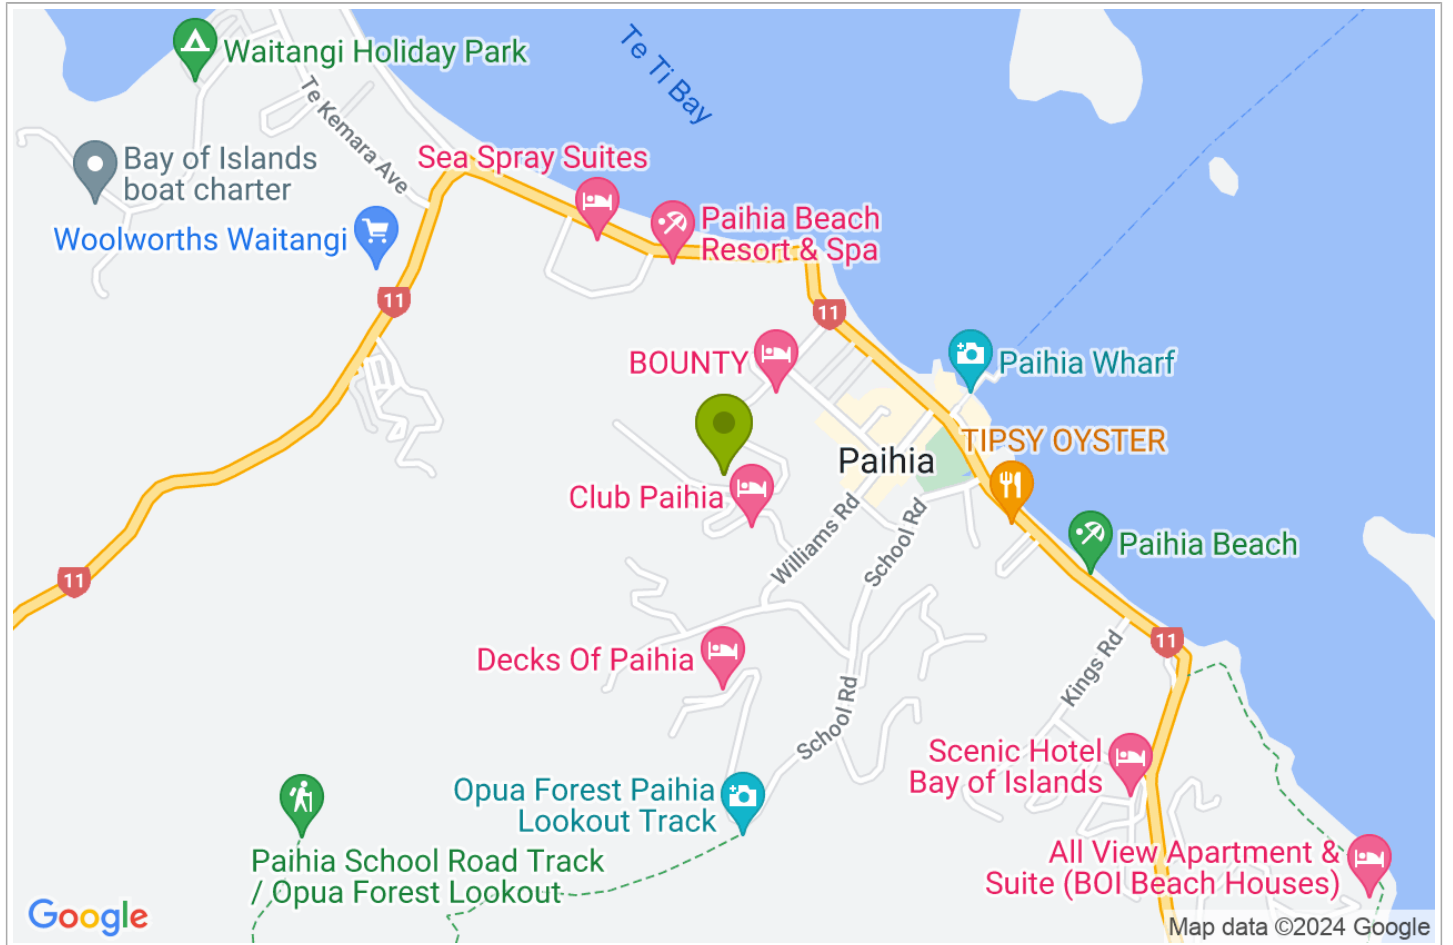 Te Ti Bay
Waitangi Holiday Park
Te Kemara Ave
Bay of Islands
boat charter
Sea Spray Suites
Woolworths Waitangi
Paihia Beach
Resort & Spa
11
11
BOUNTY
Paihia Wharf
TIPSY OYSTER
Paihia
Club Paihia
Williams Rd
School Rd
Paihia Beach
11
11
Decks Of Paihia
Kings Rd
School Rd
Scenic Hotel
Bay of Islands
Opua Forest Paihia
Lookout Track
Paihia School Road Track
/ Opua Forest Lookout
All View Apartment &
Suite (BOI Beach Houses)
Google
Map data ©2024 Google